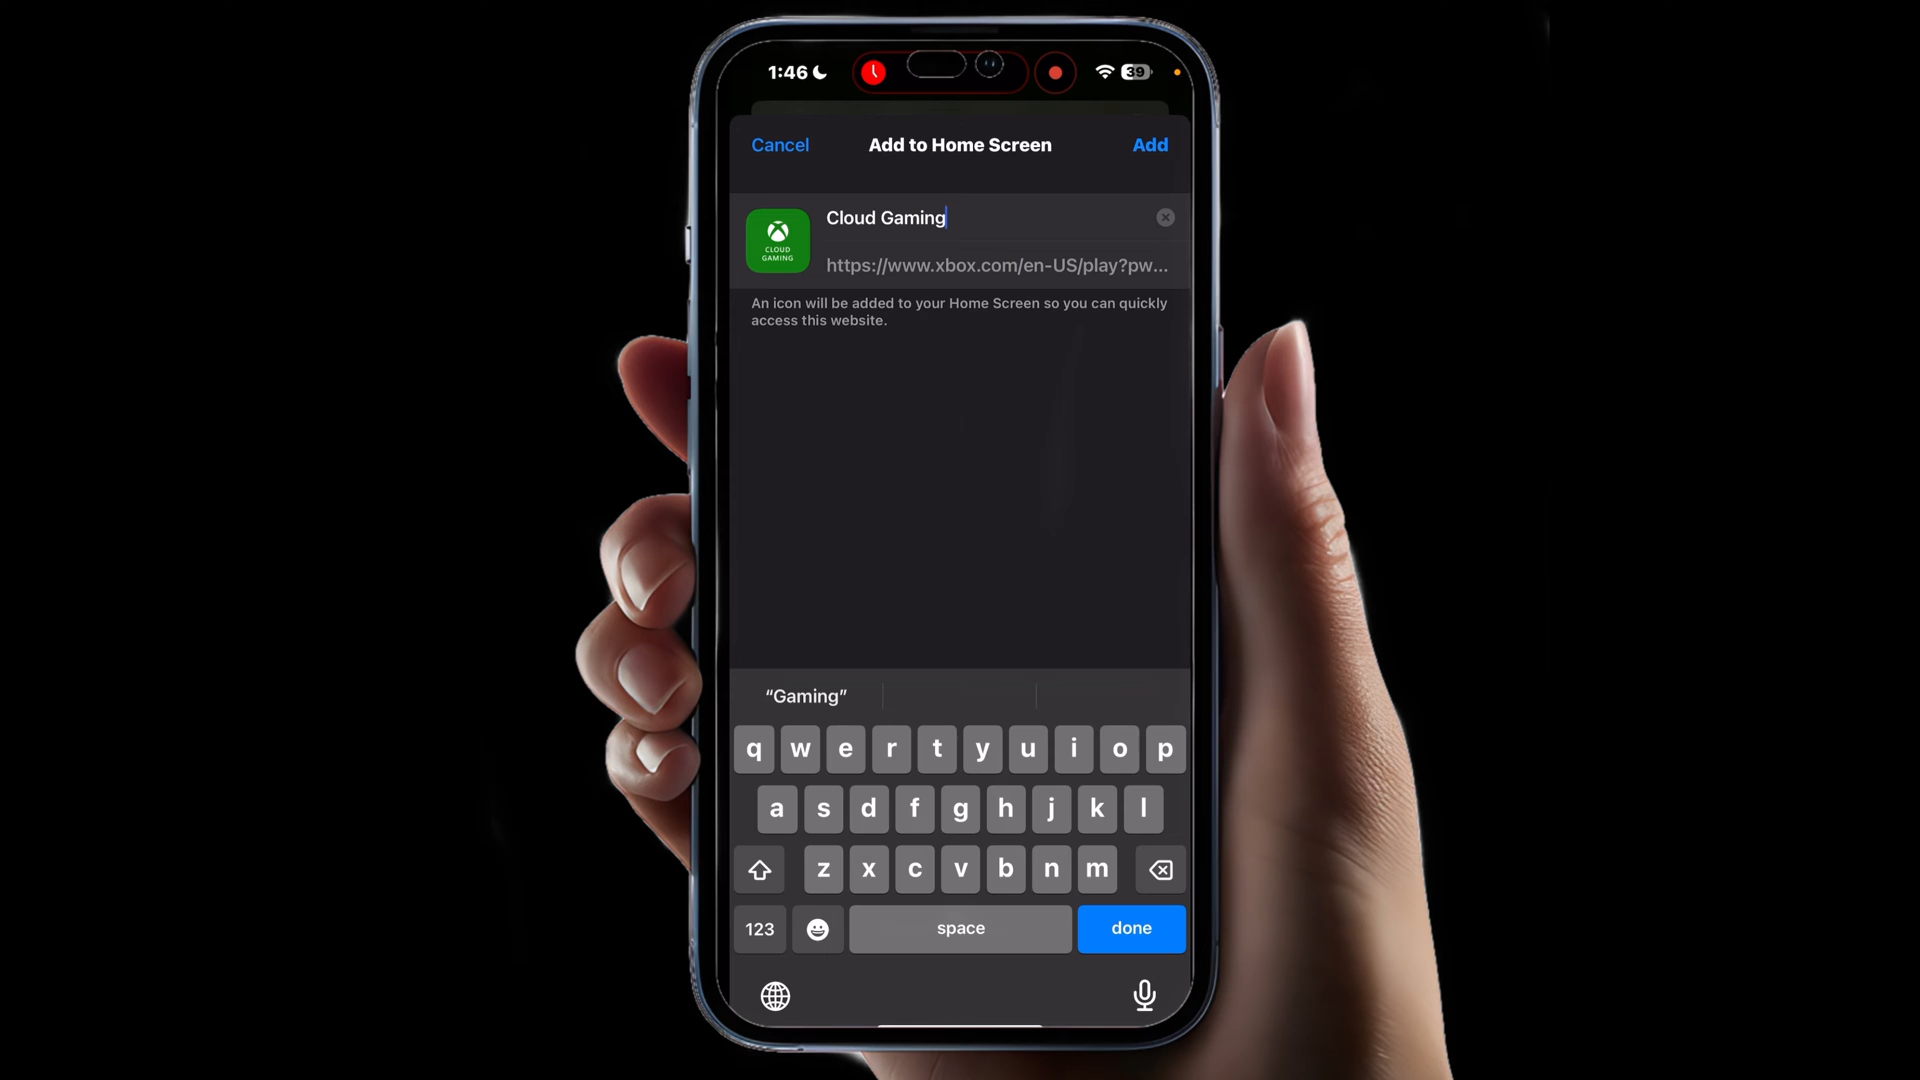 1:46 39
Cancel Add to Home Screen Add
Cloud Gaming
CLOUD
GAMING
https://www.xbox.com/en-US/play?pw...
An icon will be added to your Home Screen so you can quickly
access this website.
“Gaming”
q w e r t y u i o p
a s d f g h j k l
z x c v b n m
123 space done